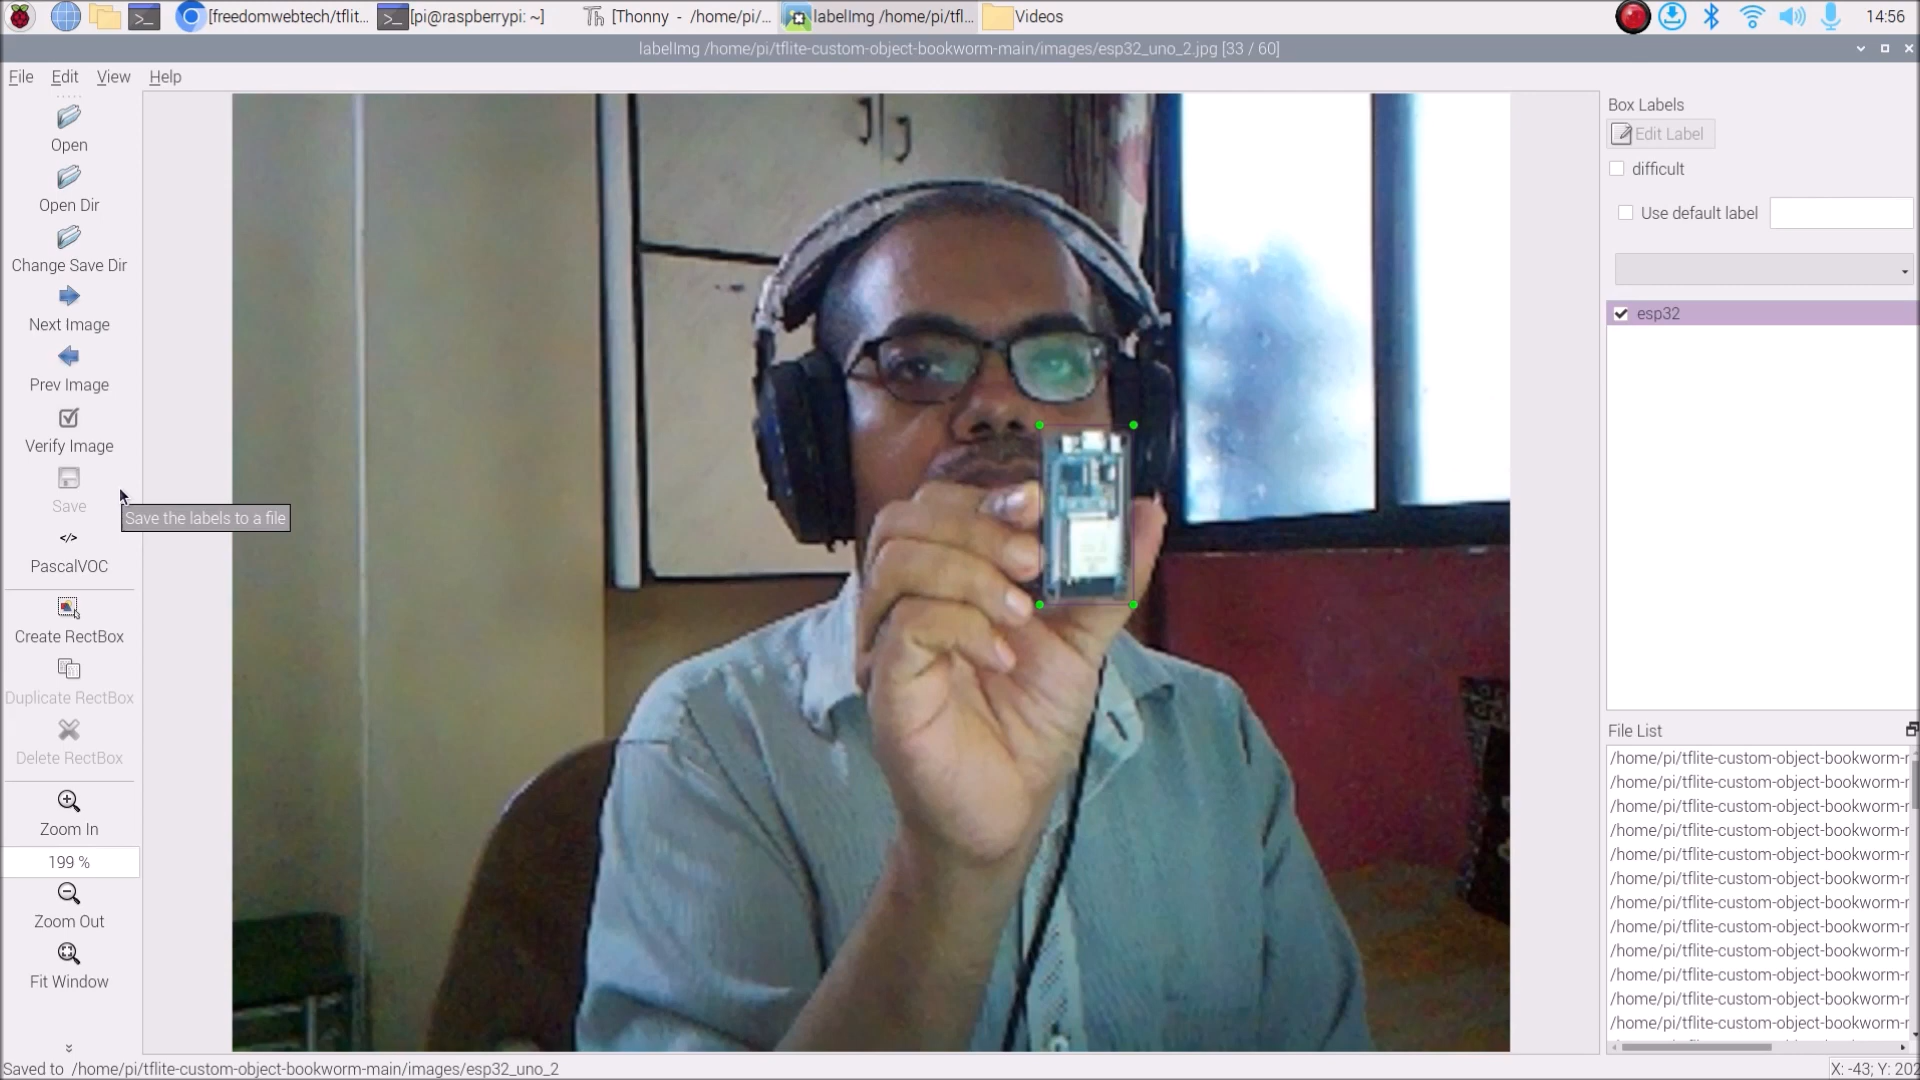 [freedomwebtech/tflit...
[pi@raspberrypi: ~]
[Thonny - /home/pi/...
labelImg /home/pi/tfl...
Videos
14:56
labelImg /home/pi/tflite-custom-object-bookworm-main/images/esp32_uno_2.jpg [33 / 60]
File Edit View Help
Open
Open Dir
Change Save Dir
Next Image
Prev Image
Verify Image
Save
Save the labels to a file
</>
PascalVOC
Create RectBox
Duplicate RectBox
Delete RectBox
Zoom In
199 %
Zoom Out
Fit Window
Box Labels
Edit Label
difficult
Use default label
esp32
File List
/home/pi/tflite-custom-object-bookworm-r
/home/pi/tflite-custom-object-bookworm-r
/home/pi/tflite-custom-object-bookworm-r
/home/pi/tflite-custom-object-bookworm-r
/home/pi/tflite-custom-object-bookworm-r
/home/pi/tflite-custom-object-bookworm-r
/home/pi/tflite-custom-object-bookworm-r
/home/pi/tflite-custom-object-bookworm-r
/home/pi/tflite-custom-object-bookworm-r
/home/pi/tflite-custom-object-bookworm-r
/home/pi/tflite-custom-object-bookworm-r
/home/pi/tflite-custom-object-bookworm-r
Saved to /home/pi/tflite-custom-object-bookworm-main/images/esp32_uno_2
X: -43; Y: 202